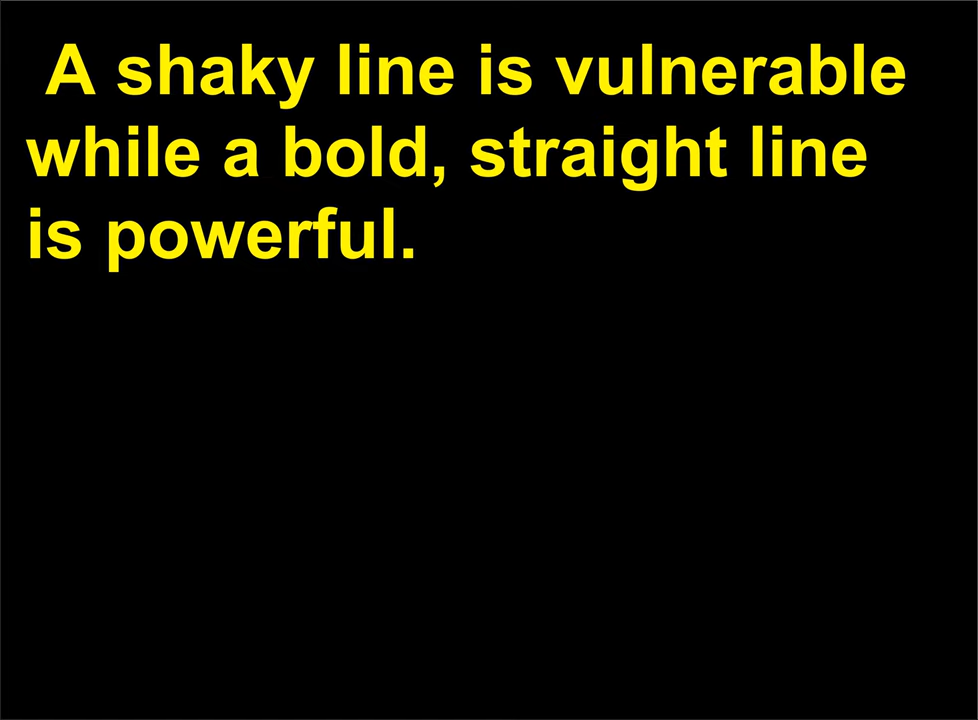 A shaky line is vulnerable
while a bold, straight line
is powerful.